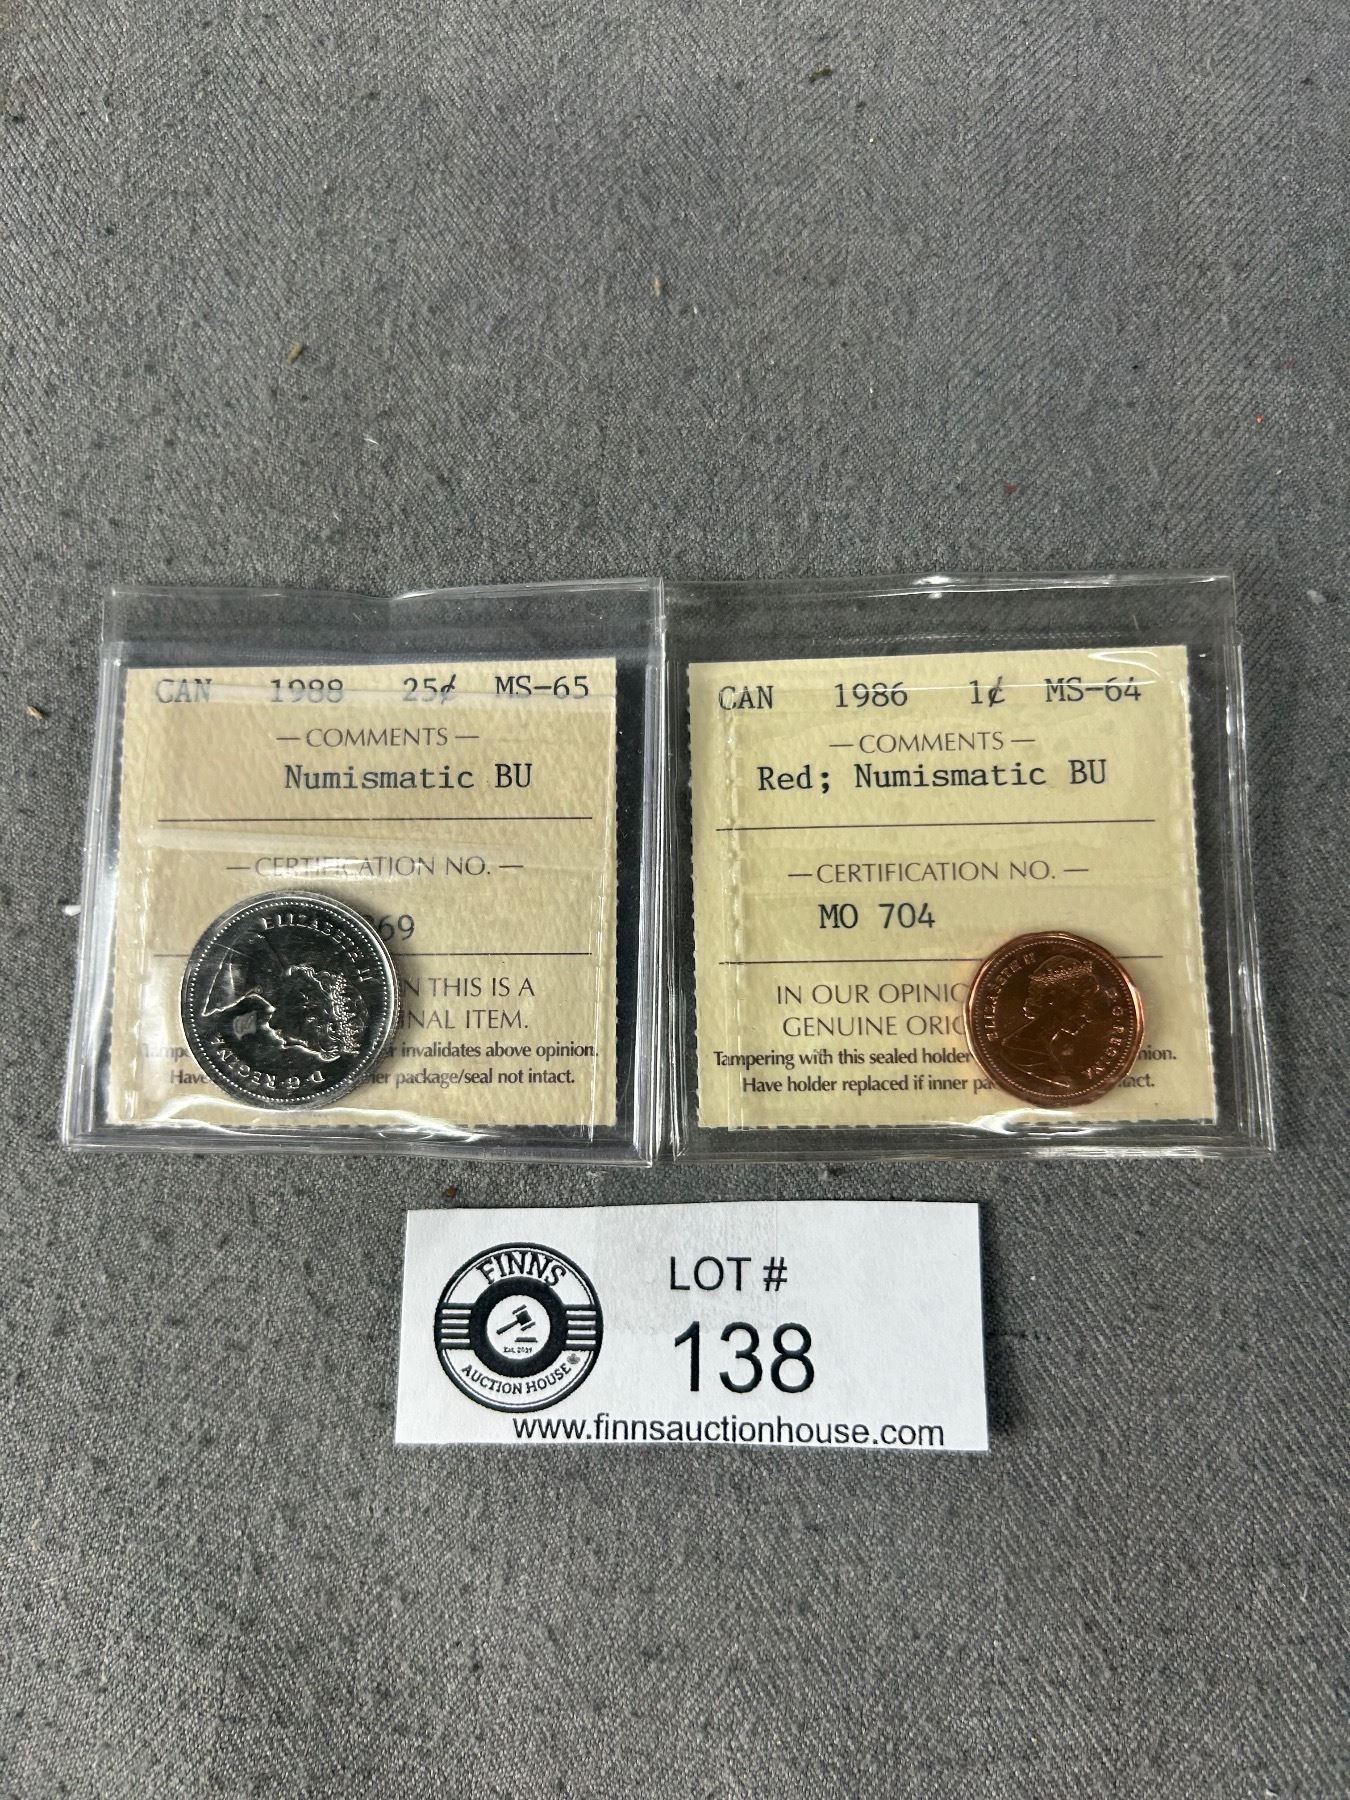 CAN 1988 25¢ MS-65
— COMMENTS —
Numismatic BU
— CERTIFICATION NO. —
69
N THIS IS A
INAL ITEM.
invalidates above opinion.
package/seal not intact.
ELIZABETH II
D·G·REGINA
CAN 1986 1¢ MS-64
— COMMENTS —
Red; Numismatic BU
— CERTIFICATION NO. —
MO 704
IN OUR OPINIO
GENUINE ORIG
Tampering with this sealed holder
Have holder replaced if inner
ELIZABETH II
D·G·REGINA
FINNS
Est. 2019
AUCTION HOUSE
LOT #
138
www.finnsauctionhouse.com